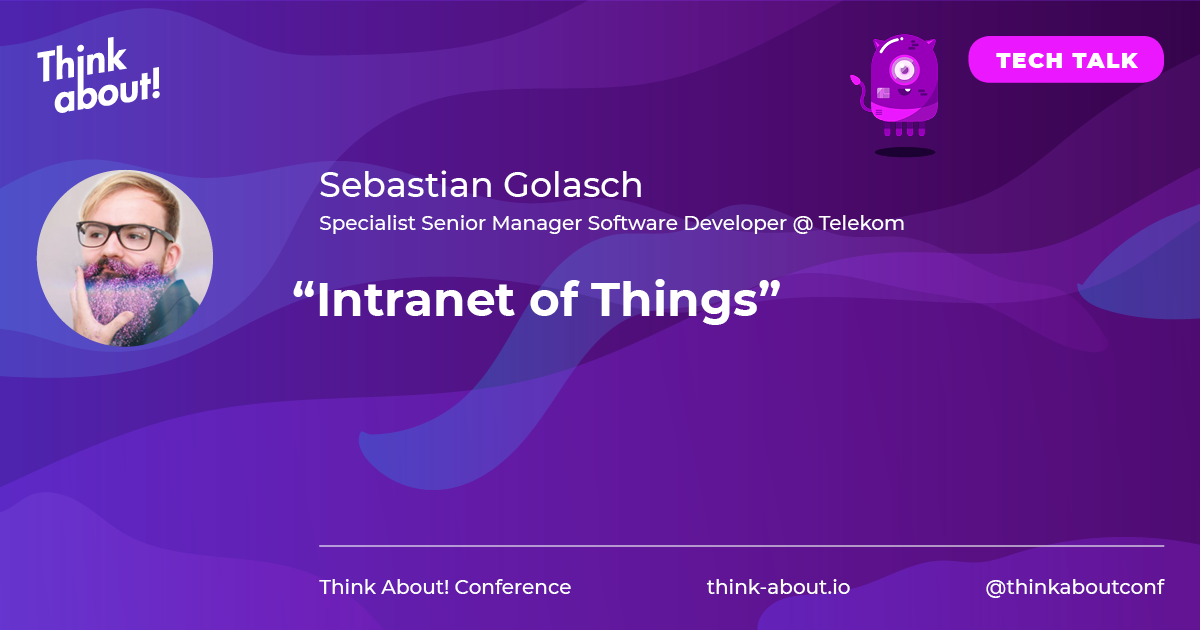 Think
about!
TECH TALK
Sebastian Golasch
Specialist Senior Manager Software Developer @ Telekom
“Intranet of Things”
Think About! Conference
think-about.io
@thinkaboutconf